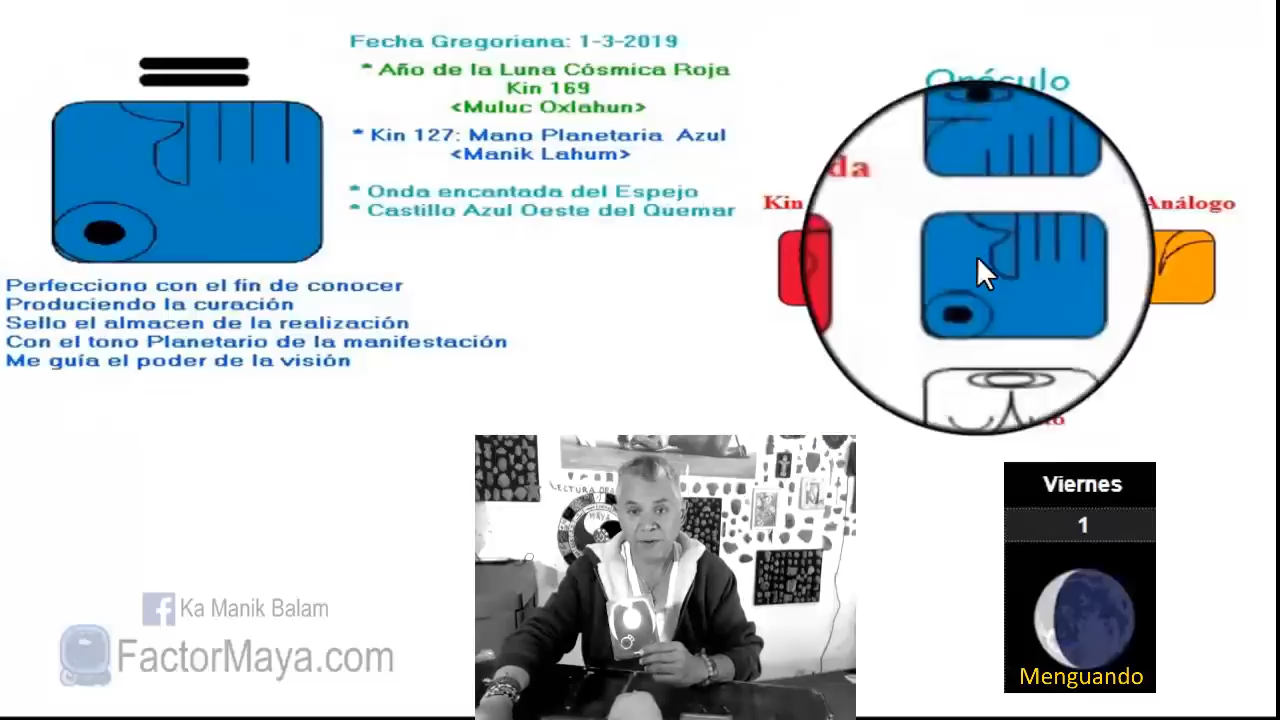 Fecha Gregoriana: 1-3-2019
* Año de la Luna Cósmica Roja
Kin 169
<Muluc Oxlahun>
* Kin 127: Mano Planetaria Azul
<Manik Lahum>
* Onda encantada del Espejo
* Castillo Azul Oeste del Quemar
Perfecciono con el fin de conocer
Produciendo la curación
Sello el almacen de la realización
Con el tono Planetario de la manifestación
Me guía el poder de la visión
da
Kin
Análogo
LECTURA
MAYA
Viernes
1
Menguando
Ka Manik Balam
FactorMaya.com